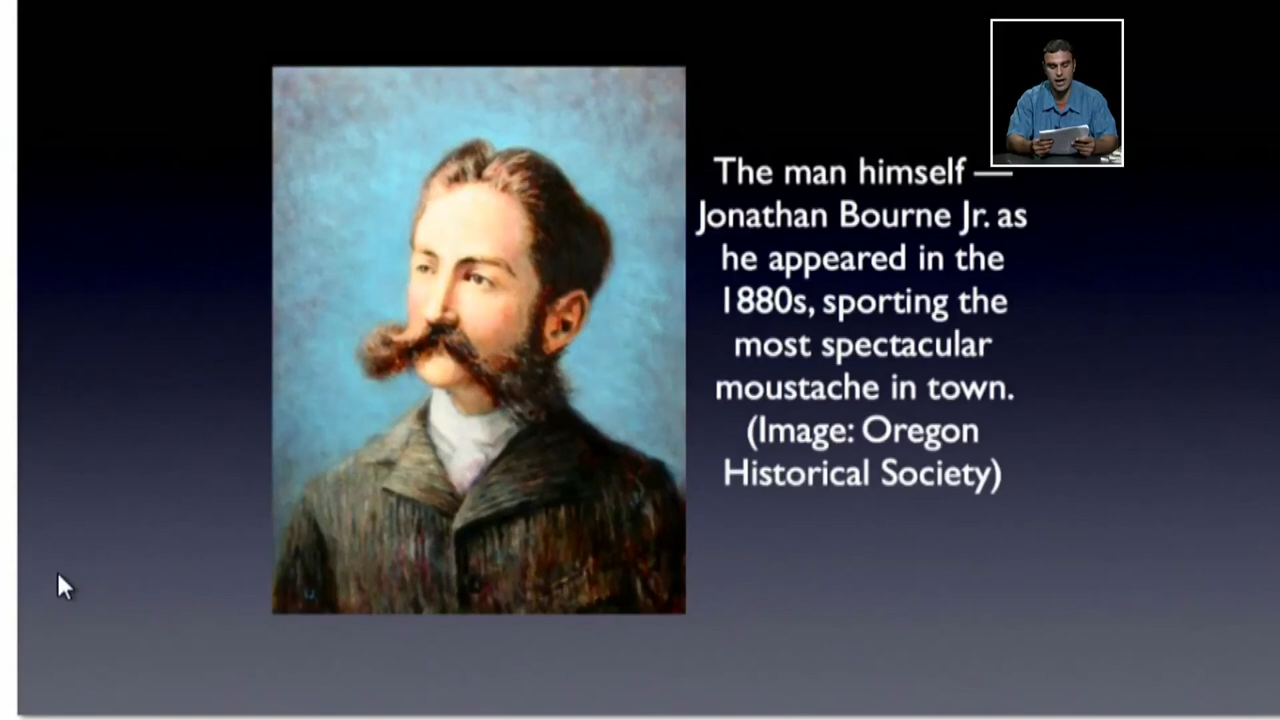 The man himself —
Jonathan Bourne Jr. as
he appeared in the
1880s, sporting the
most spectacular
moustache in town.
(Image: Oregon
Historical Society)